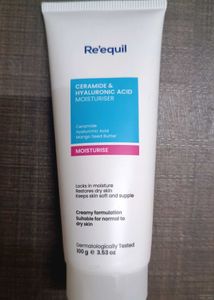 Re'equil
CERAMIDE &
HYALURONIC ACID
MOISTURISER
Ceramide
Hyaluronic Acid
Mango Seed Butter
MOISTURISE
Locks in moisture
Restores dry skin
Keeps skin soft and supple
Creamy formulation
Suitable for normal to
dry skin
Dermatologically Tested
100 g ℮ 3.53 oz